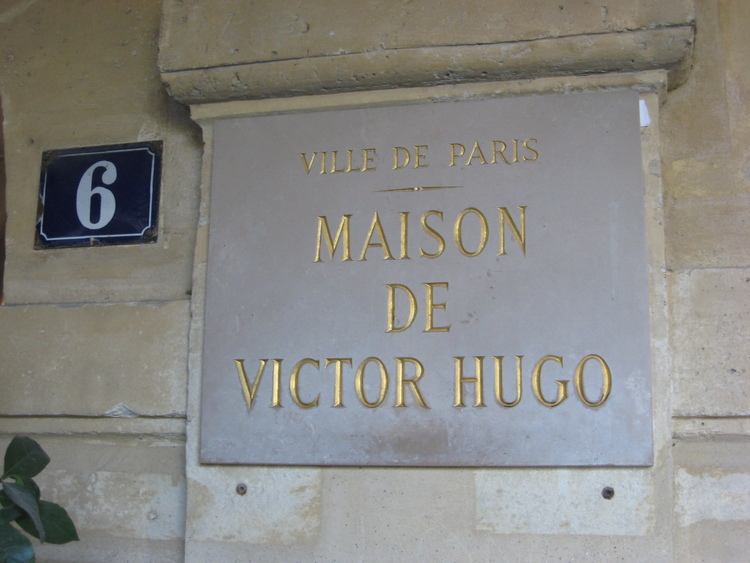 6
VILLE DE PARIS
MAISON
DE
VICTOR HUGO